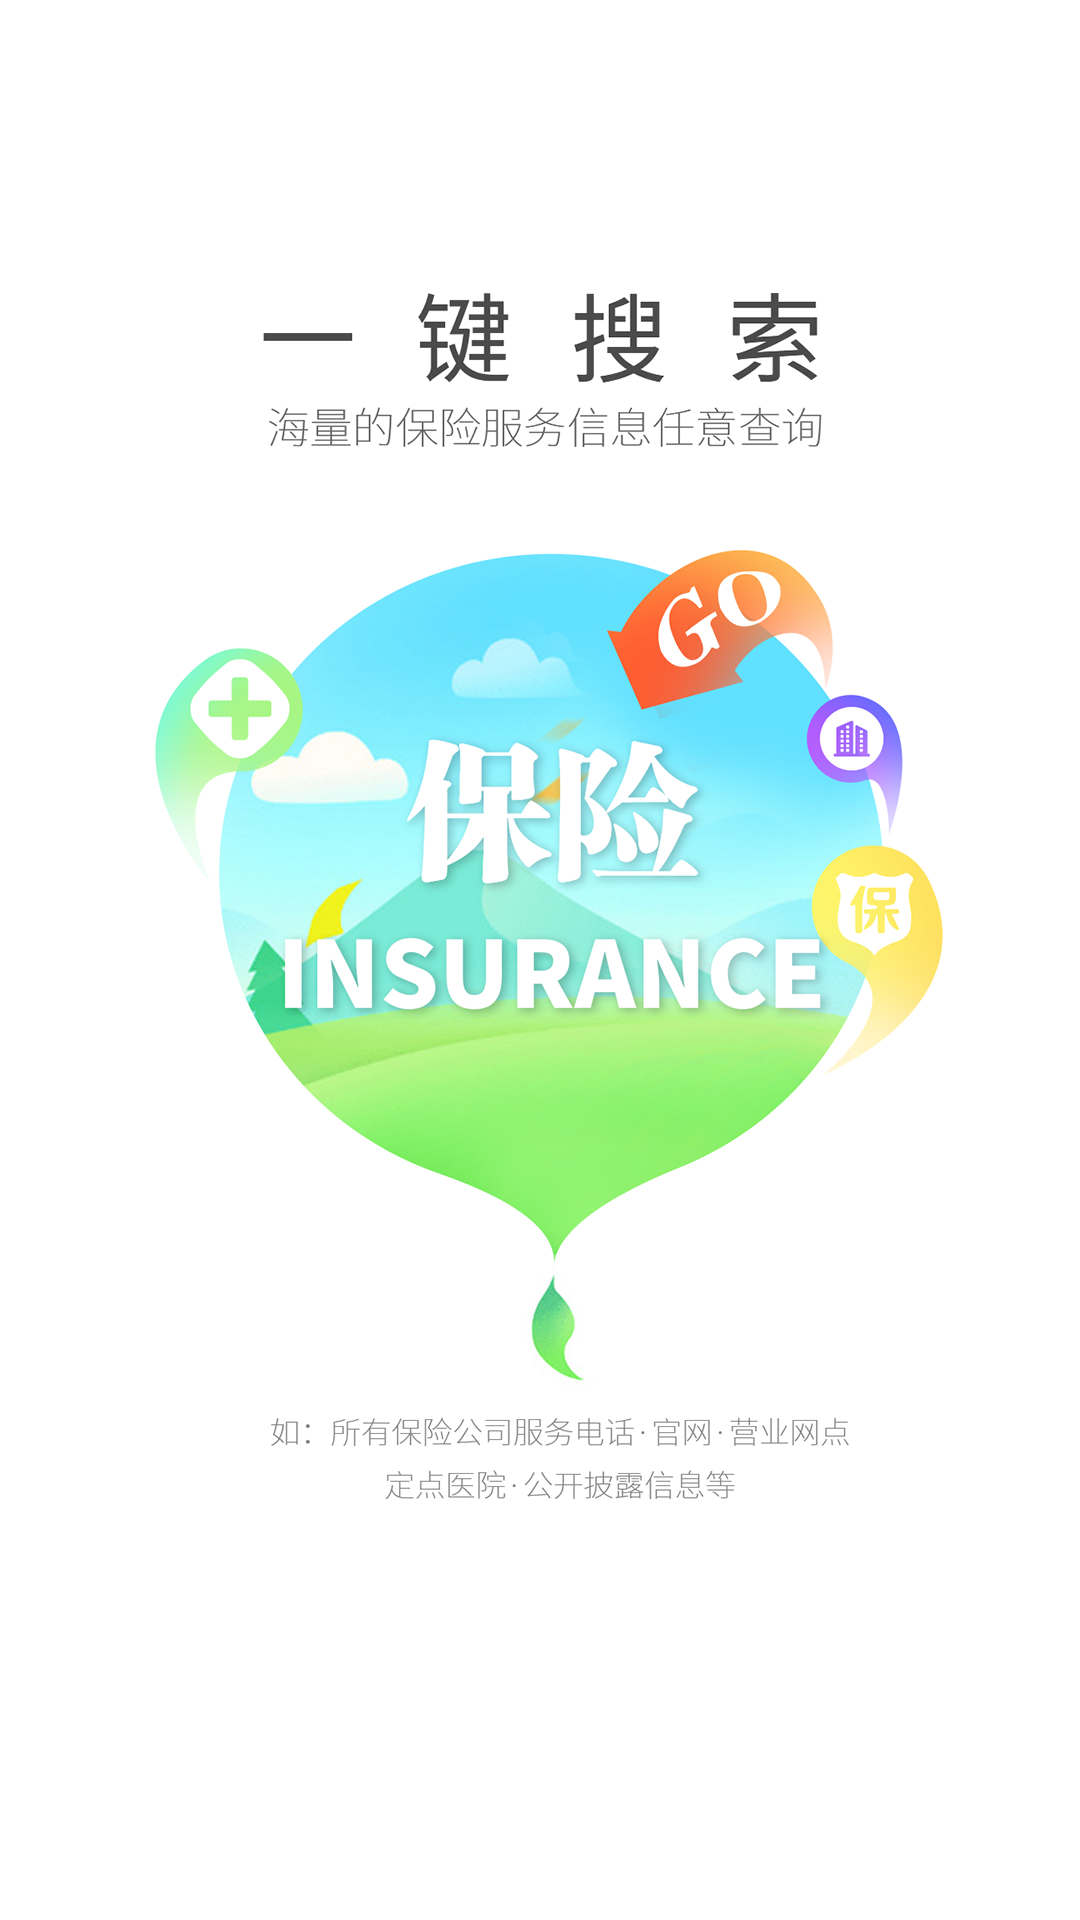 一键搜索
海量的保险服务信息任意查询
GO
保险
保
INSURANCE
如：所有保险公司服务电话·官网·营业网点
定点医院·公开披露信息等